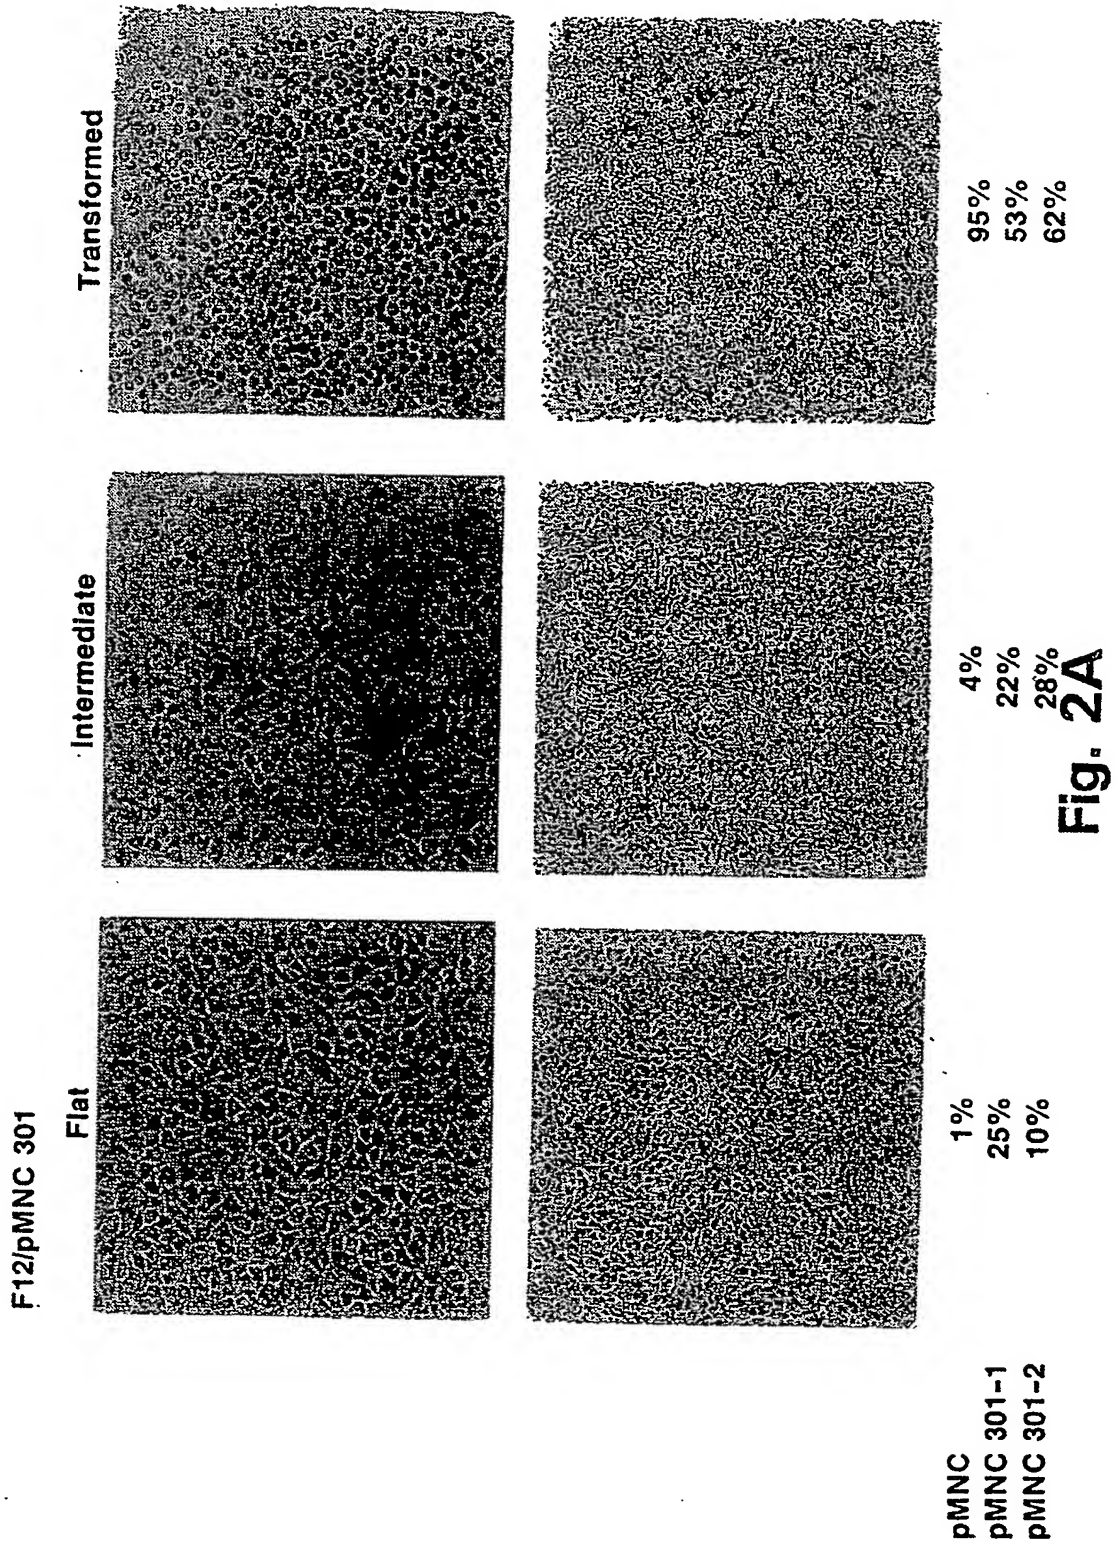 F12/pMNC 301
Flat Intermediate Transformed
pMNC 1% 4% 95%
pMNC 301-1 25% 22% 53%
pMNC 301-2 10% 28% 62%
Fig. 2A